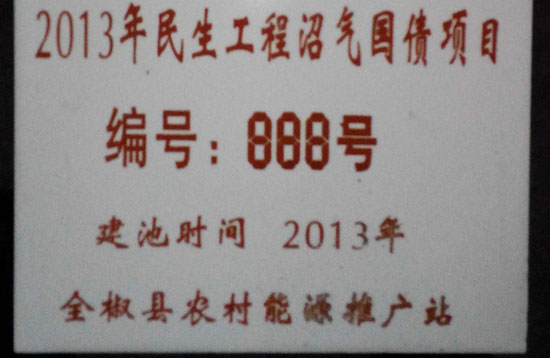 2013年民生工程沼气国债项目
编号：888号
建池时间 2013年
全椒县农村能源推广站